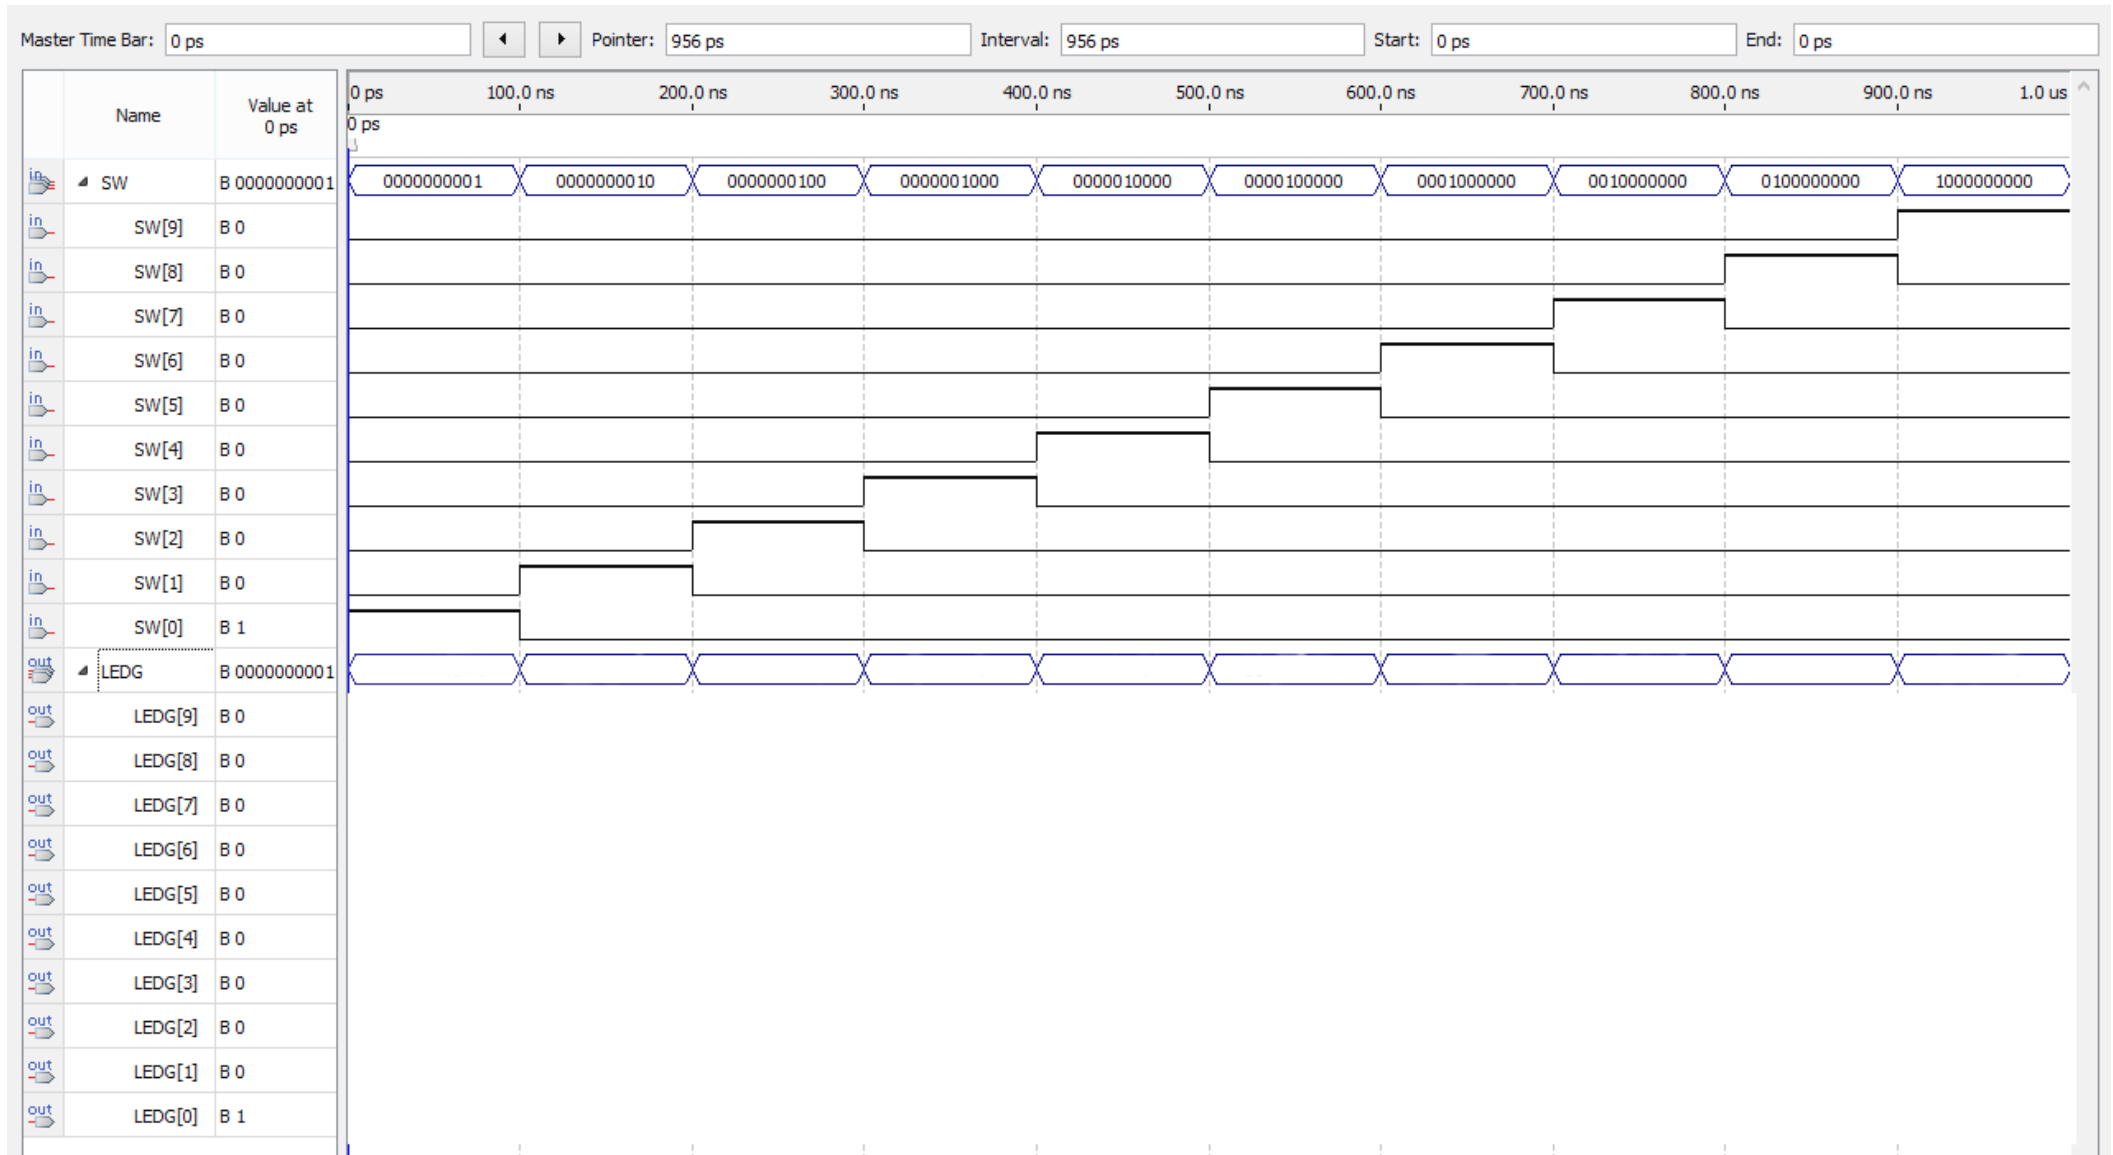 Master Time Bar: 0 ps Pointer: 956 ps Interval: 956 ps Start: 0 ps End: 0 ps
Name Value at 0 ps
0 ps 100.0 ns 200.0 ns 300.0 ns 400.0 ns 500.0 ns 600.0 ns 700.0 ns 800.0 ns 900.0 ns 1.0 us
0 ps
in SW B 0000000001 0000000001 0000000010 0000000100 0000001000 0000010000 0000100000 0001000000 0010000000 0100000000 1000000000
in SW[9] B 0
in SW[8] B 0
in SW[7] B 0
in SW[6] B 0
in SW[5] B 0
in SW[4] B 0
in SW[3] B 0
in SW[2] B 0
in SW[1] B 0
in SW[0] B 1
out LEDG B 0000000001
out LEDG[9] B 0
out LEDG[8] B 0
out LEDG[7] B 0
out LEDG[6] B 0
out LEDG[5] B 0
out LEDG[4] B 0
out LEDG[3] B 0
out LEDG[2] B 0
out LEDG[1] B 0
out LEDG[0] B 1